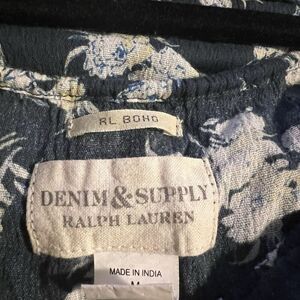 RL BOHO
DENIM & SUPPLY
RALPH LAUREN
MADE IN INDIA
M